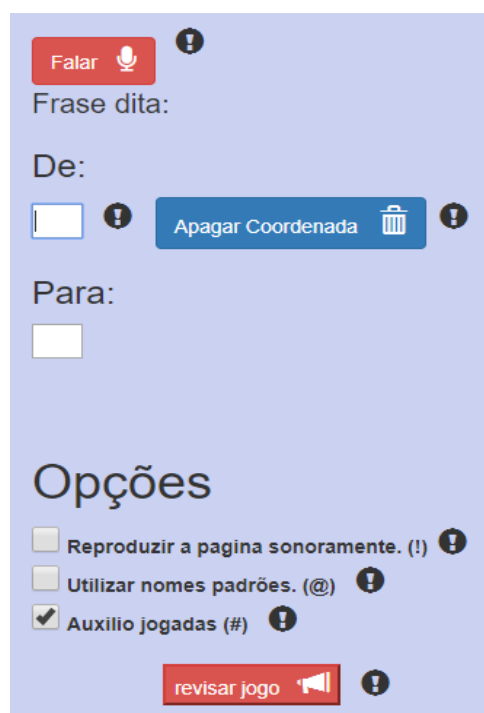 Falar
Frase dita:
De:
Apagar Coordenada
Para:
Opções
Reproduzir a pagina sonoramente. (!)
Utilizar nomes padrões. (@)
Auxilio jogadas (#)
revisar jogo